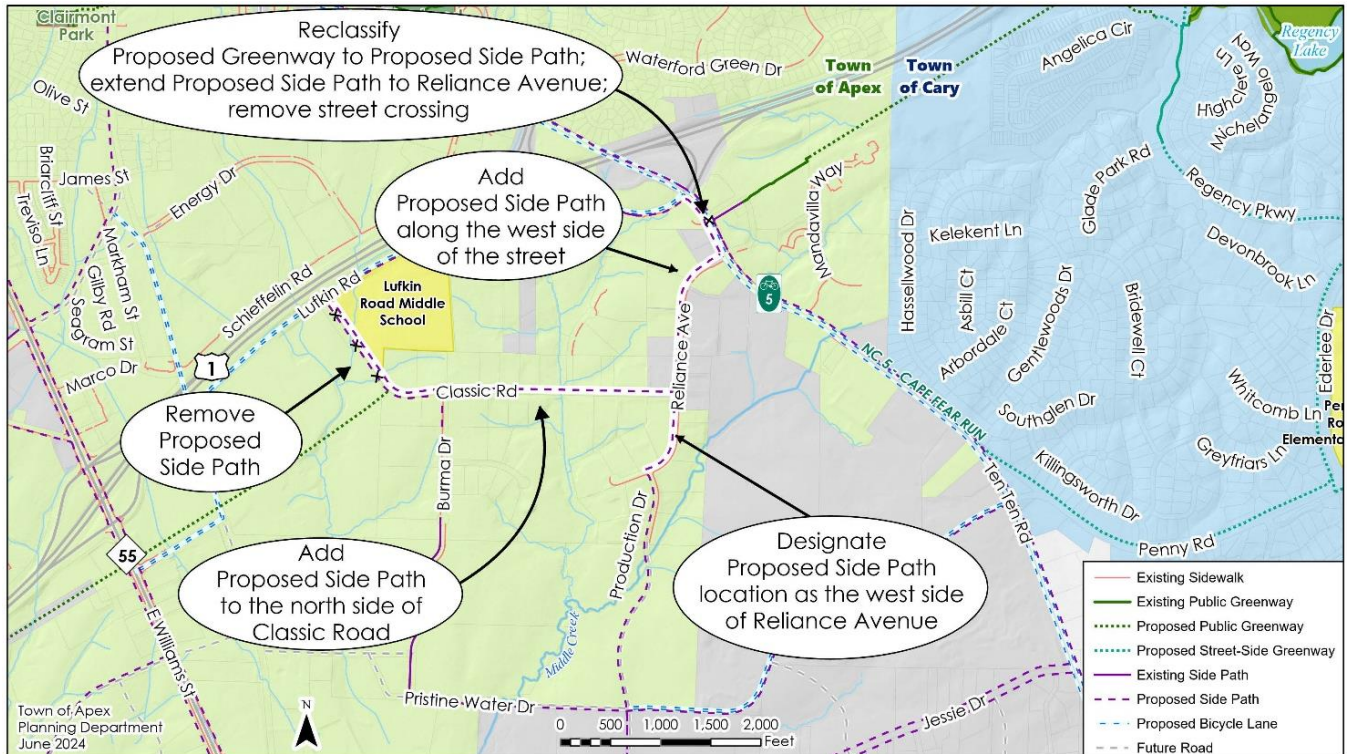 Clairmont
Park
Reclassify
Proposed Greenway to Proposed Side Path;
extend Proposed Side Path to Reliance Avenue;
remove street crossing
Waterford Green Dr
Town
of Apex
Town
of Cary
Angelica Cir
Regency
Lake
Highclere Ln
Nichelangelo Way
Olive St
James St
Briarcliff St
Treviso Ln
Energy Dr
Markham St
Gilby Rd
Seagram St
Marco Dr
Schieffelin Rd
Lufkin Rd
Lufkin
Road Middle
School
Add
Proposed Side Path
along the west side
of the street
Mandavilla Way
Hassellwood Dr
Kelekent Ln
Glade Park Rd
Regency Pkwy
Devonbrook Ln
Asbill Ct
Arbordale Ct
Gentlewoods Dr
Bridewell Ct
Ederlee Dr
5
1
Reliance Ave
NC 5 - CAPE FEAR RUN
Southglen Dr
Whitcomb Ln
Greyfriars Ln
Elementa
Classic Rd
Remove
Proposed
Side Path
Burma Dr
Killingsworth Dr
Ten Ten Rd
Penny Rd
55
E Williams St
Add
Proposed Side Path
to the north side of
Classic Road
Production Dr
Middle Creek
Designate
Proposed Side Path
location as the west side
of Reliance Avenue
Pristine Water Dr
Jessie Dr
Town of Apex
Planning Department
June 2024
N
0 500 1,000 1,500 2,000
Feet
Existing Sidewalk
Existing Public Greenway
Proposed Public Greenway
Proposed Street-Side Greenway
Existing Side Path
Proposed Side Path
Proposed Bicycle Lane
Future Road